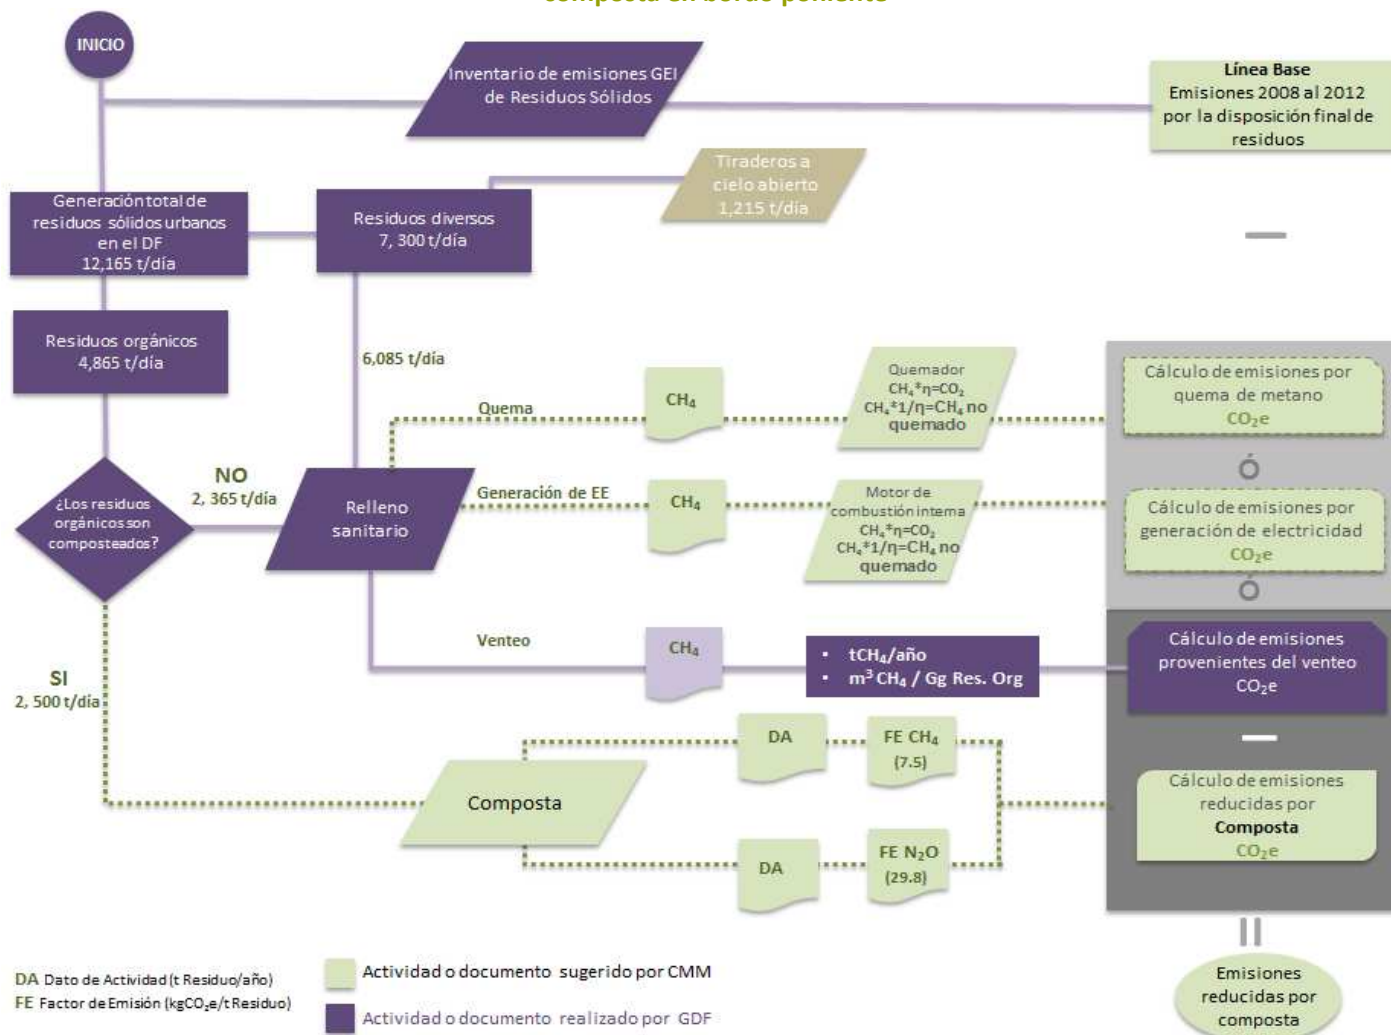 composta en bordo poniente
INICIO
Inventario de emisiones GEI
de Residuos Sólidos
Línea Base
Emisiones 2008 al 2012
por la disposición final de
residuos
Tiraderos a
cielo abierto
1,215 t/día
Generación total de
residuos sólidos urbanos
en el DF
12,165 t/día
Residuos diversos
7, 300 t/día
Residuos orgánicos
4,865 t/día
6,085 t/día
Quema
CH₄
Quemador
CH₄*η=CO₂
CH₄*1/η=CH₄ no
quemado
Cálculo de emisiones por
quema de metano
CO₂e
Ó
¿Los residuos
orgánicos son
composteados?
NO
2, 365 t/día
Relleno
sanitario
Generación de EE
CH₄
Motor de
combustión interna
CH₄*η=CO₂
CH₄*1/η=CH₄ no
quemado
Cálculo de emisiones por
generación de electricidad
CO₂e
Ó
Venteo
CH₄
• tCH₄/año
• m³ CH₄ / Gg Res. Org
Cálculo de emisiones
provenientes del venteo
CO₂e
SI
2, 500 t/día
Composta
DA
FE CH₄
(7.5)
DA
FE N₂O
(29.8)
Cálculo de emisiones
reducidas por
Composta
CO₂e
DA Dato de Actividad (t Residuo/año)
FE Factor de Emisión (kgCO₂e/t Residuo)
Actividad o documento sugerido por CMM
Actividad o documento realizado por GDF
Emisiones
reducidas por
composta